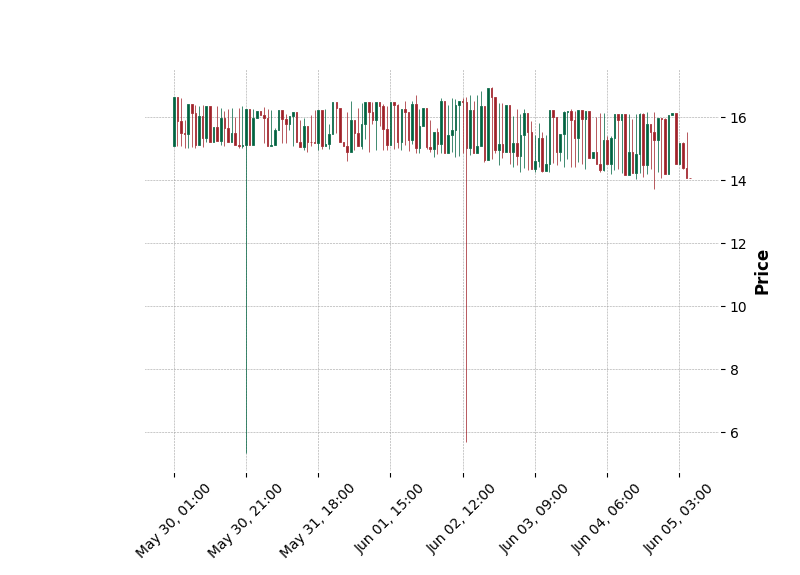 16
14
12
10
8
6
Price
May 30, 01:00
May 30, 21:00
May 31, 18:00
Jun 01, 15:00
Jun 02, 12:00
Jun 03, 09:00
Jun 04, 06:00
Jun 05, 03:00